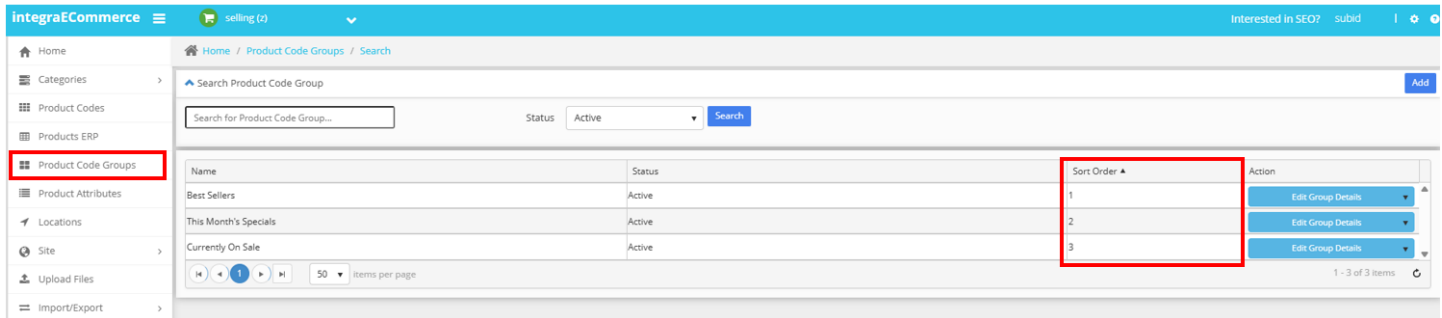 integraECommerce selling (z) Interested in SEO? subid
Home
Home / Product Code Groups / Search
Categories
Search Product Code Group Add
Product Codes
Search for Product Code Group... Status Active Search
Products ERP
Product Code Groups
Name Status Sort Order Action
Product Attributes
Best Sellers Active 1 Edit Group Details
Locations
This Month's Specials Active 2 Edit Group Details
Site
Currently On Sale Active 3 Edit Group Details
Upload Files
1 50 items per page 1 - 3 of 3 items
Import/Export